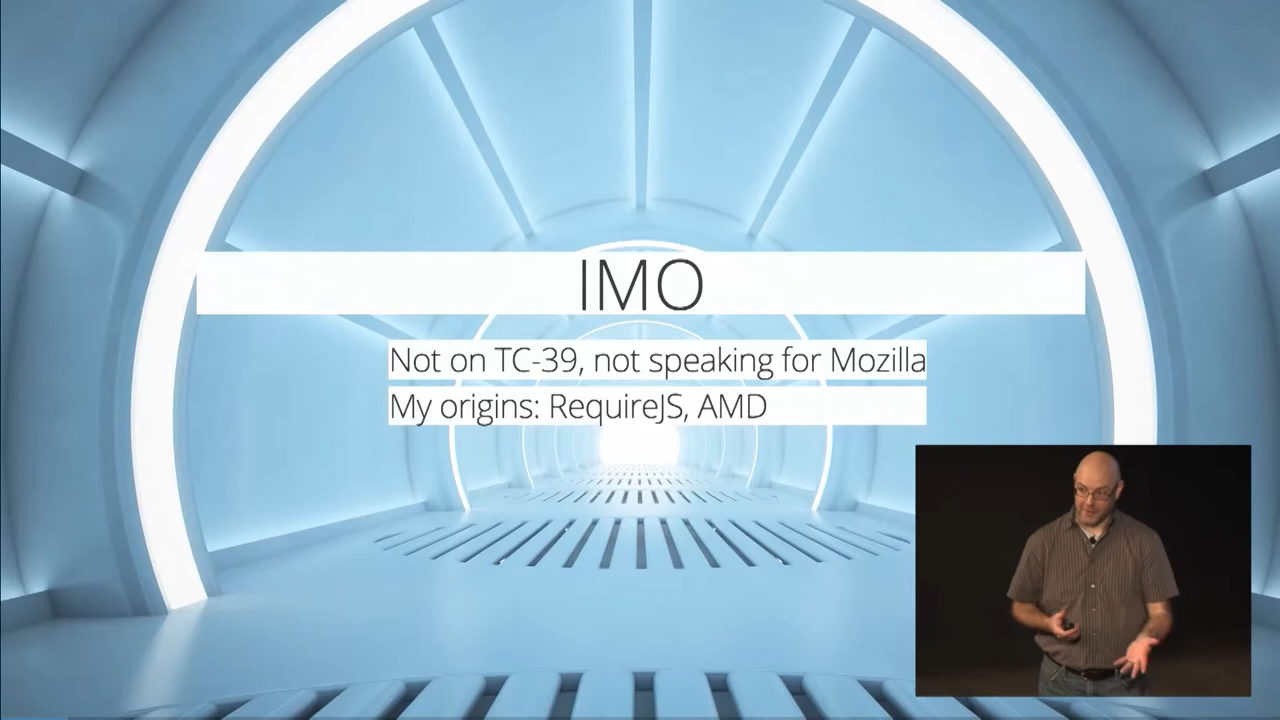 IMO
Not on TC-39, not speaking for Mozilla
My origins: RequireJS, AMD